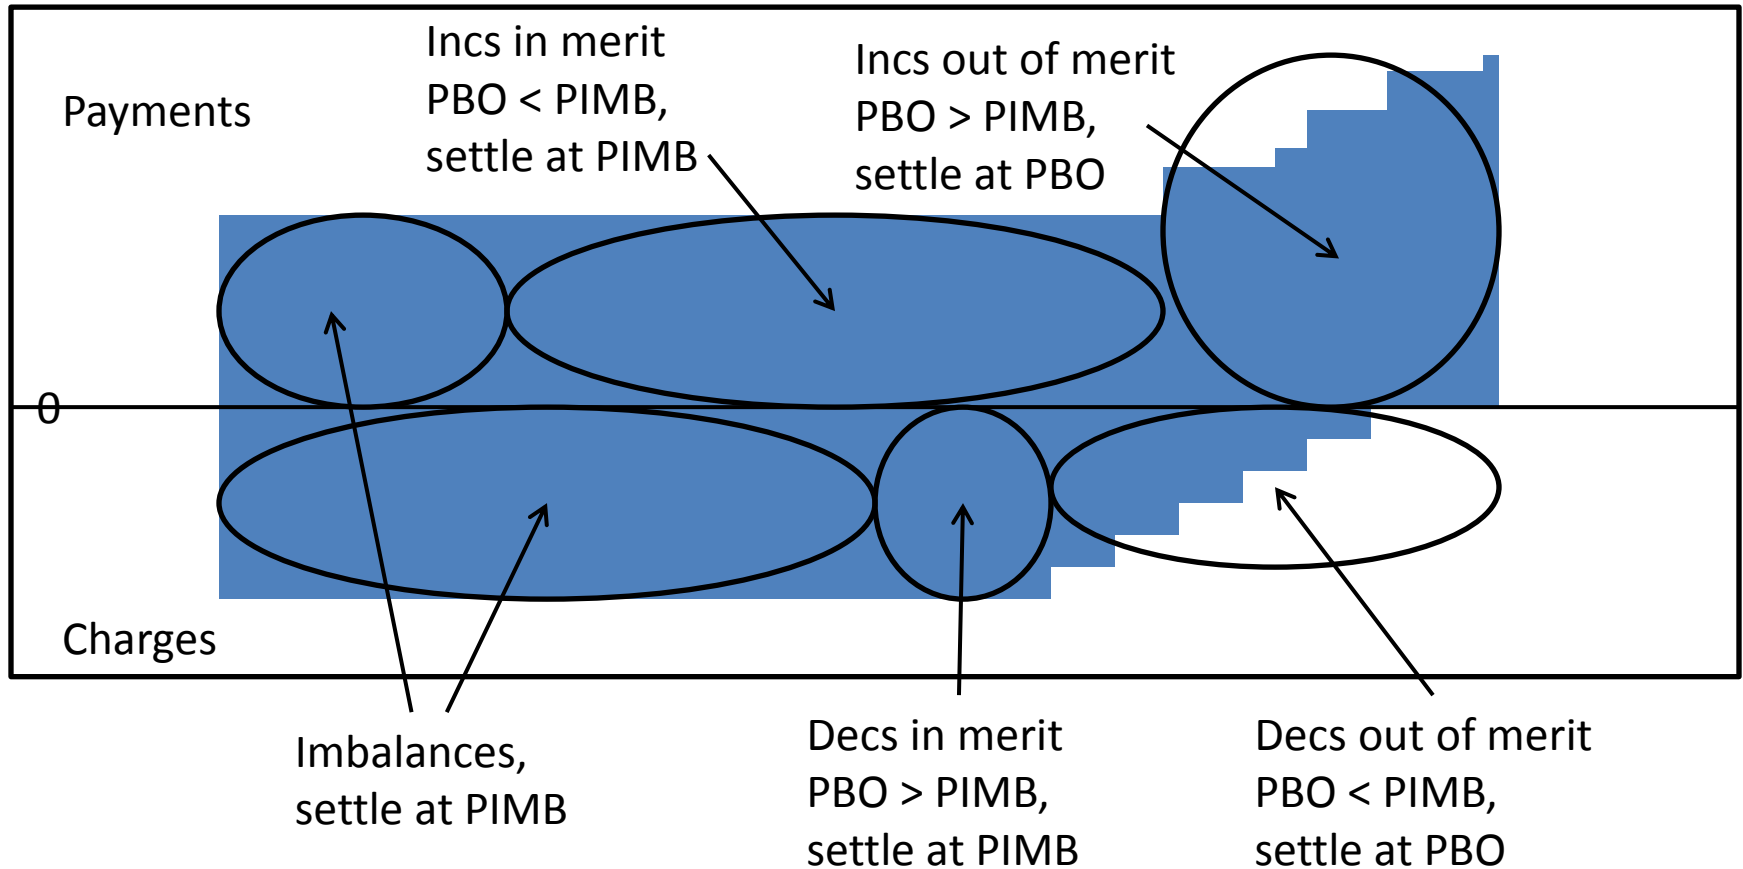 Incs in merit
PBO < PIMB,
settle at PIMB
Incs out of merit
PBO > PIMB,
settle at PBO
Payments
0
Charges
Imbalances,
settle at PIMB
Decs in merit
PBO > PIMB,
settle at PIMB
Decs out of merit
PBO < PIMB,
settle at PBO